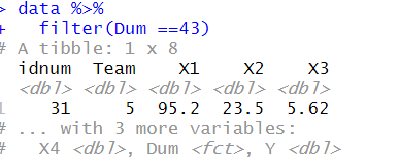 > data %>%
+   filter(Dum ==43)
# A tibble: 1 x 8
  idnum  Team    X1    X2    X3
  <dbl> <dbl> <dbl> <dbl> <dbl>
1    31     5  95.2  23.5  5.62
# ... with 3 more variables:
#   X4 <dbl>, Dum <fct>, Y <dbl>